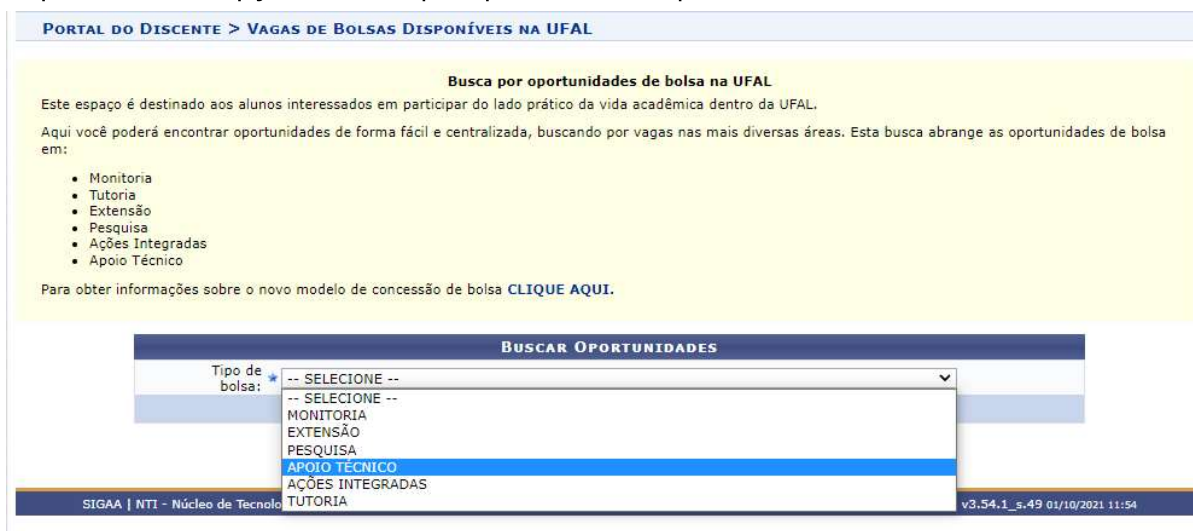 PORTAL DO DISCENTE > VAGAS DE BOLSAS DISPONÍVEIS NA UFAL
Busca por oportunidades de bolsa na UFAL
Este espaço é destinado aos alunos interessados em participar do lado prático da vida acadêmica dentro da UFAL.
Aqui você poderá encontrar oportunidades de forma fácil e centralizada, buscando por vagas nas mais diversas áreas. Esta busca abrange as oportunidades de bolsa
em:
• Monitoria
• Tutoria
• Extensão
• Pesquisa
• Ações Integradas
• Apoio Técnico
Para obter informações sobre o novo modelo de concessão de bolsa CLIQUE AQUI.
BUSCAR OPORTUNIDADES
Tipo de
bolsa: -- SELECIONE --
-- SELECIONE --
MONITORIA
EXTENSÃO
PESQUISA
APOIO TÉCNICO
AÇÕES INTEGRADAS
TUTORIA
SIGAA | NTI - Núcleo de Tecnolo v3.54.1_s.49 01/10/2021 11:54